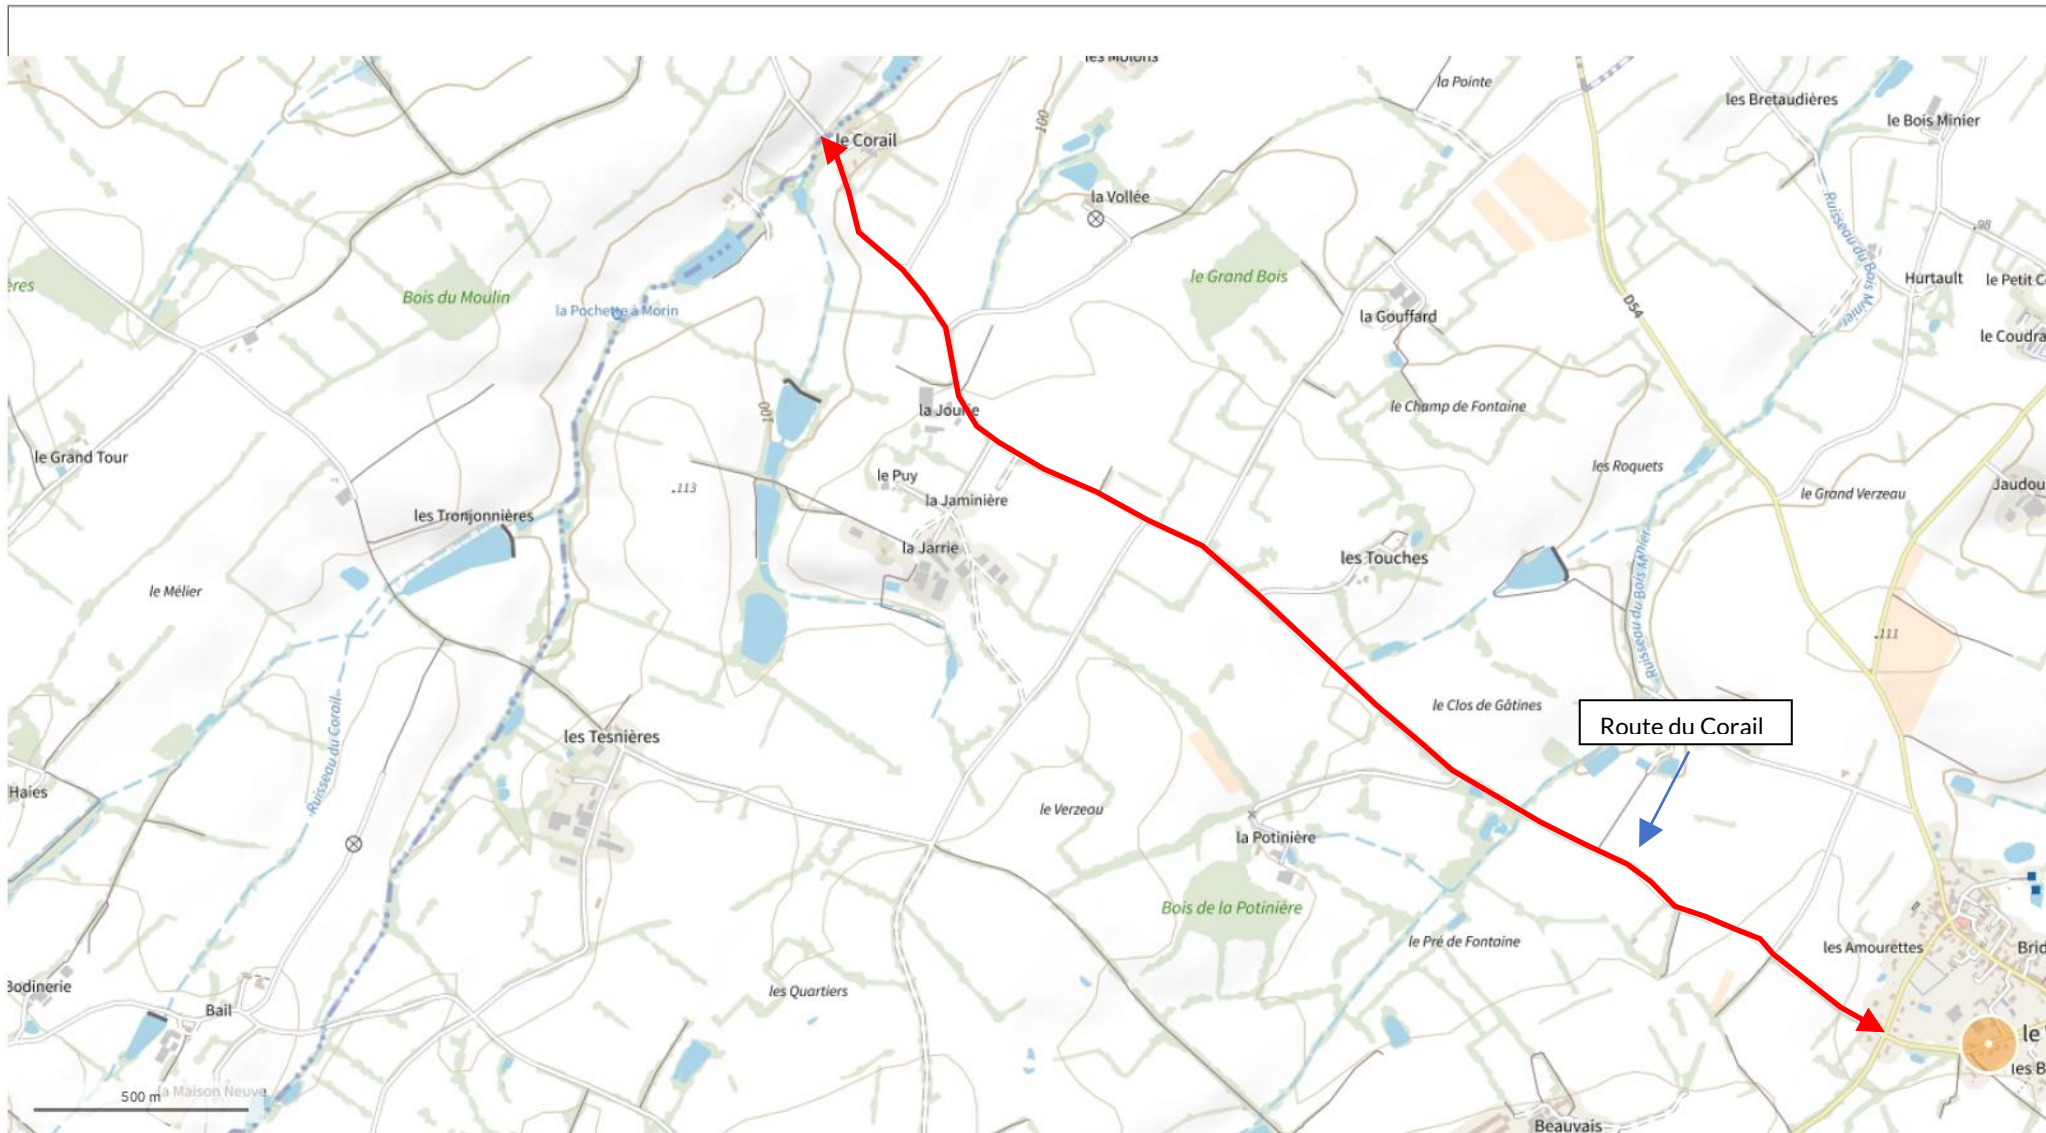 les Molons
la Pointe
les Bretaudières
le Bois Minier
le Corail
100
la Vollée
Ruisseau du Bois Minier
98
Hurtault
le Petit C
le Grand Bois
Bois du Moulin
la Pochette à Morin
la Gouffard
D54
le Coudra
100
la Jourie
le Champ de Fontaine
le Grand Tour
les Roquets
le Puy
113
la Jaminière
le Grand Verzeau
Jaudou
les Tronjonnières
la Jarrie
les Touches
le Mélier
Ruisseau du Bois Minier
111
Ruisseau du Corail
le Clos de Gâtines
Route du Corail
les Tesnières
Haies
le Verzeau
la Potinière
Bois de la Potinière
le Pré de Fontaine
les Amourettes
Brid
Bodinerie
les Quartiers
Bail
le
500 m
la Maison Neuve
les B
Beauvais